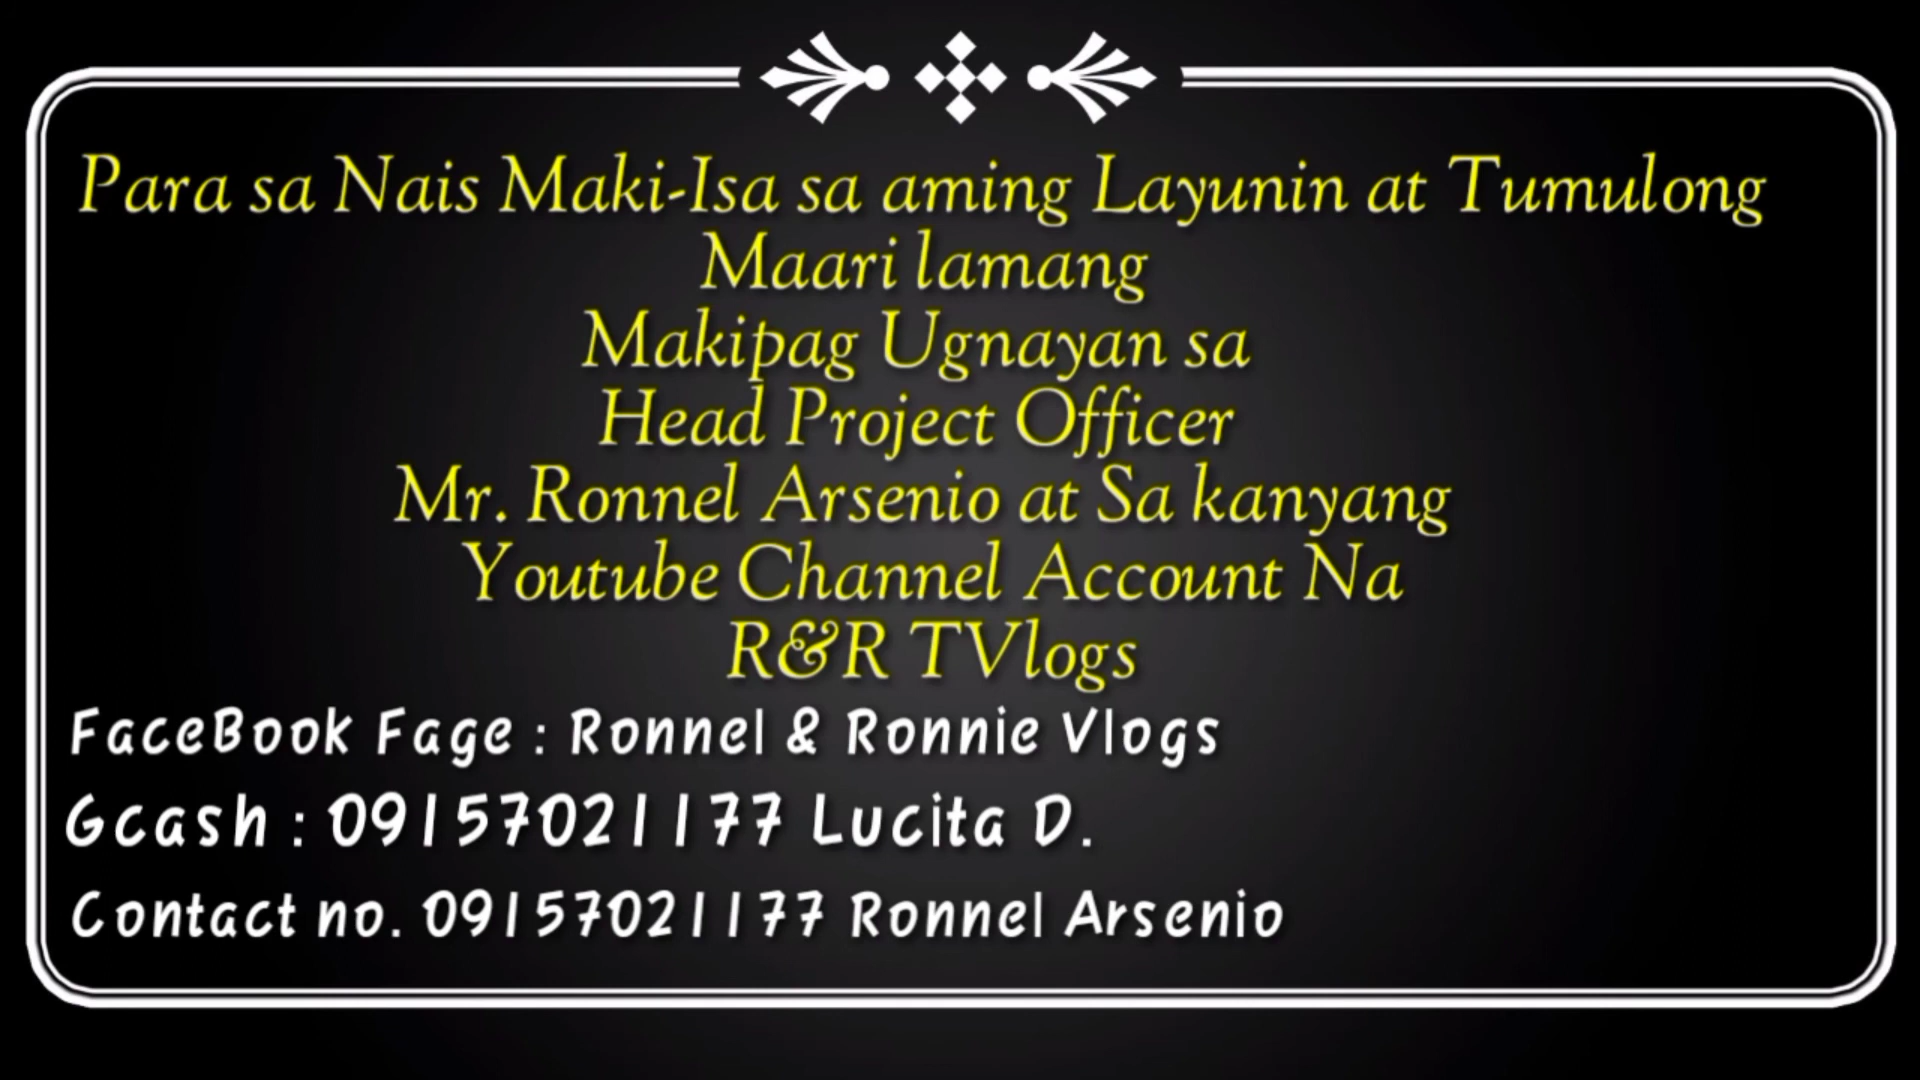 Para sa Nais Maki-Isa sa aming Layunin at Tumulong
Maari lamang
Makipag Ugnayan sa
Head Project Officer
Mr. Ronnel Arsenio at Sa kanyang
Youtube Channel Account Na
R&R TVlogs
FaceBook Fage : Ronnel & Ronnie Vlogs
Gcash : 09157021177 Lucita D.
Contact no. 09157021177 Ronnel Arsenio